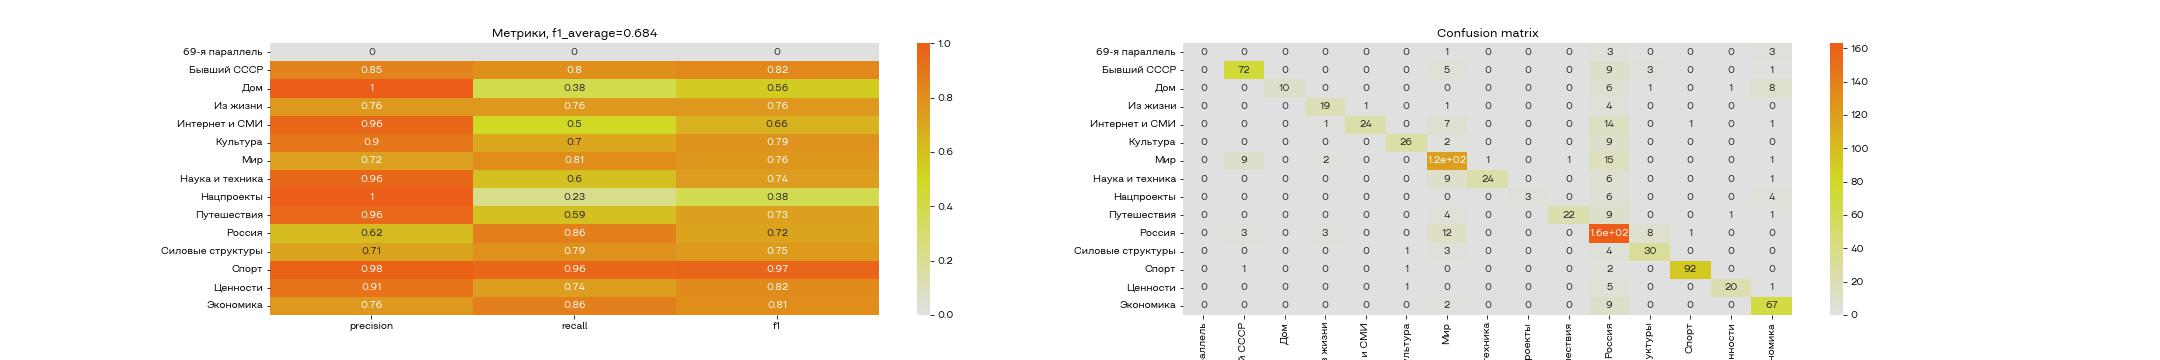 Метрики, f1_average=0.684
69-я параллель 0 0 0
Бывший СССР 0.85 0.8 0.82
Дом 1 0.38 0.56
Из жизни 0.76 0.76 0.76
Интернет и СМИ 0.96 0.5 0.66
Культура 0.9 0.7 0.79
Мир 0.72 0.81 0.76
Наука и техника 0.96 0.6 0.74
Нацпроекты 1 0.23 0.38
Путешествия 0.96 0.59 0.73
Россия 0.62 0.86 0.72
Силовые структуры 0.71 0.79 0.75
Спорт 0.98 0.96 0.97
Ценности 0.91 0.74 0.82
Экономика 0.76 0.86 0.81
precision recall f1
1.0
0.8
0.6
0.4
0.2
0.0
Confusion matrix
69-я параллель 0 0 0 0 0 0 1 0 0 0 3 0 0 0 3
Бывший СССР 0 72 0 0 0 0 5 0 0 0 9 3 0 0 1
Дом 0 0 10 0 0 0 0 0 0 0 6 1 0 1 8
Из жизни 0 0 0 19 1 0 1 0 0 0 4 0 0 0 0
Интернет и СМИ 0 0 0 1 24 0 7 0 0 0 14 0 1 0 1
Культура 0 0 0 0 0 26 2 0 0 0 9 0 0 0 0
Мир 0 9 0 2 0 0 1.2e+02 1 0 1 15 0 0 0 1
Наука и техника 0 0 0 0 0 0 9 24 0 0 6 0 0 0 1
Нацпроекты 0 0 0 0 0 0 0 0 3 0 6 0 0 0 4
Путешествия 0 0 0 0 0 0 4 0 0 22 9 0 0 1 1
Россия 0 3 0 3 0 0 12 0 0 0 1.6e+02 8 1 0 0
Силовые структуры 0 0 0 0 0 1 3 0 0 0 4 30 0 0 0
Спорт 0 1 0 0 0 1 0 0 0 0 2 0 92 0 0
Ценности 0 0 0 0 0 1 0 0 0 0 5 0 0 20 1
Экономика 0 0 0 0 0 0 2 0 0 0 9 0 0 0 67
аллель
й СССР
Дом
з жизни
и СМИ
льтура
Мир
ехника
роекты
ествия
Россия
уктуры
Спорт
нности
номика
160
140
120
100
80
60
40
20
0